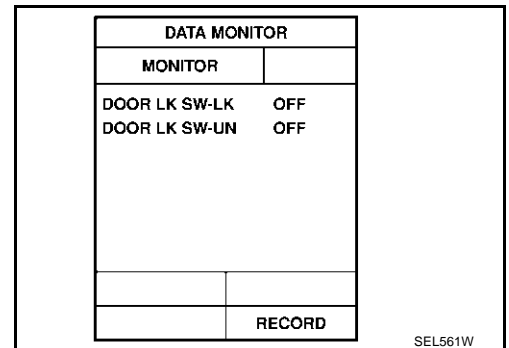 DATA MONITOR
MONITOR
DOOR LK SW-LK OFF
DOOR LK SW-UN OFF
RECORD
SEL561W